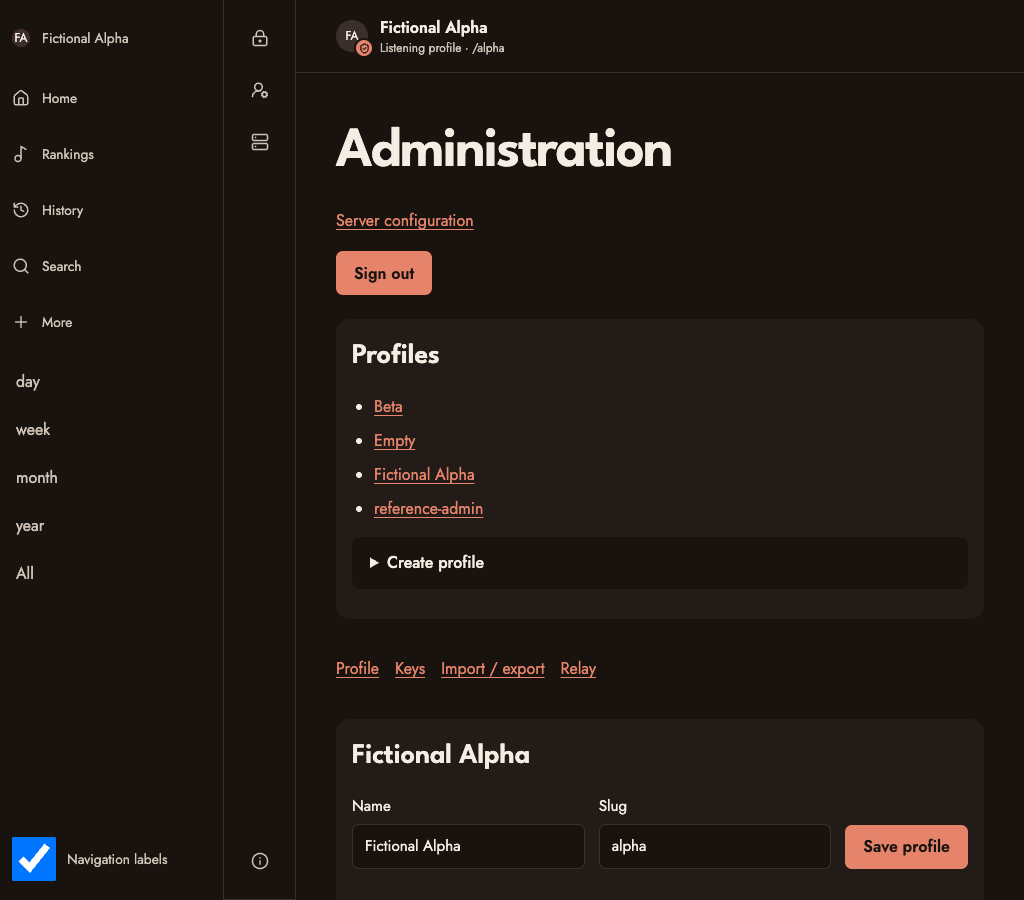 FA Fictional Alpha
Home
Rankings
History
Search
More
day
week
month
year
All
Navigation labels
FA
Fictional Alpha
Listening profile · /alpha
Administration
Server configuration
Sign out
Profiles
Beta
Empty
Fictional Alpha
reference-admin
Create profile
Profile Keys Import / export Relay
Fictional Alpha
Name Slug
Fictional Alpha alpha Save profile